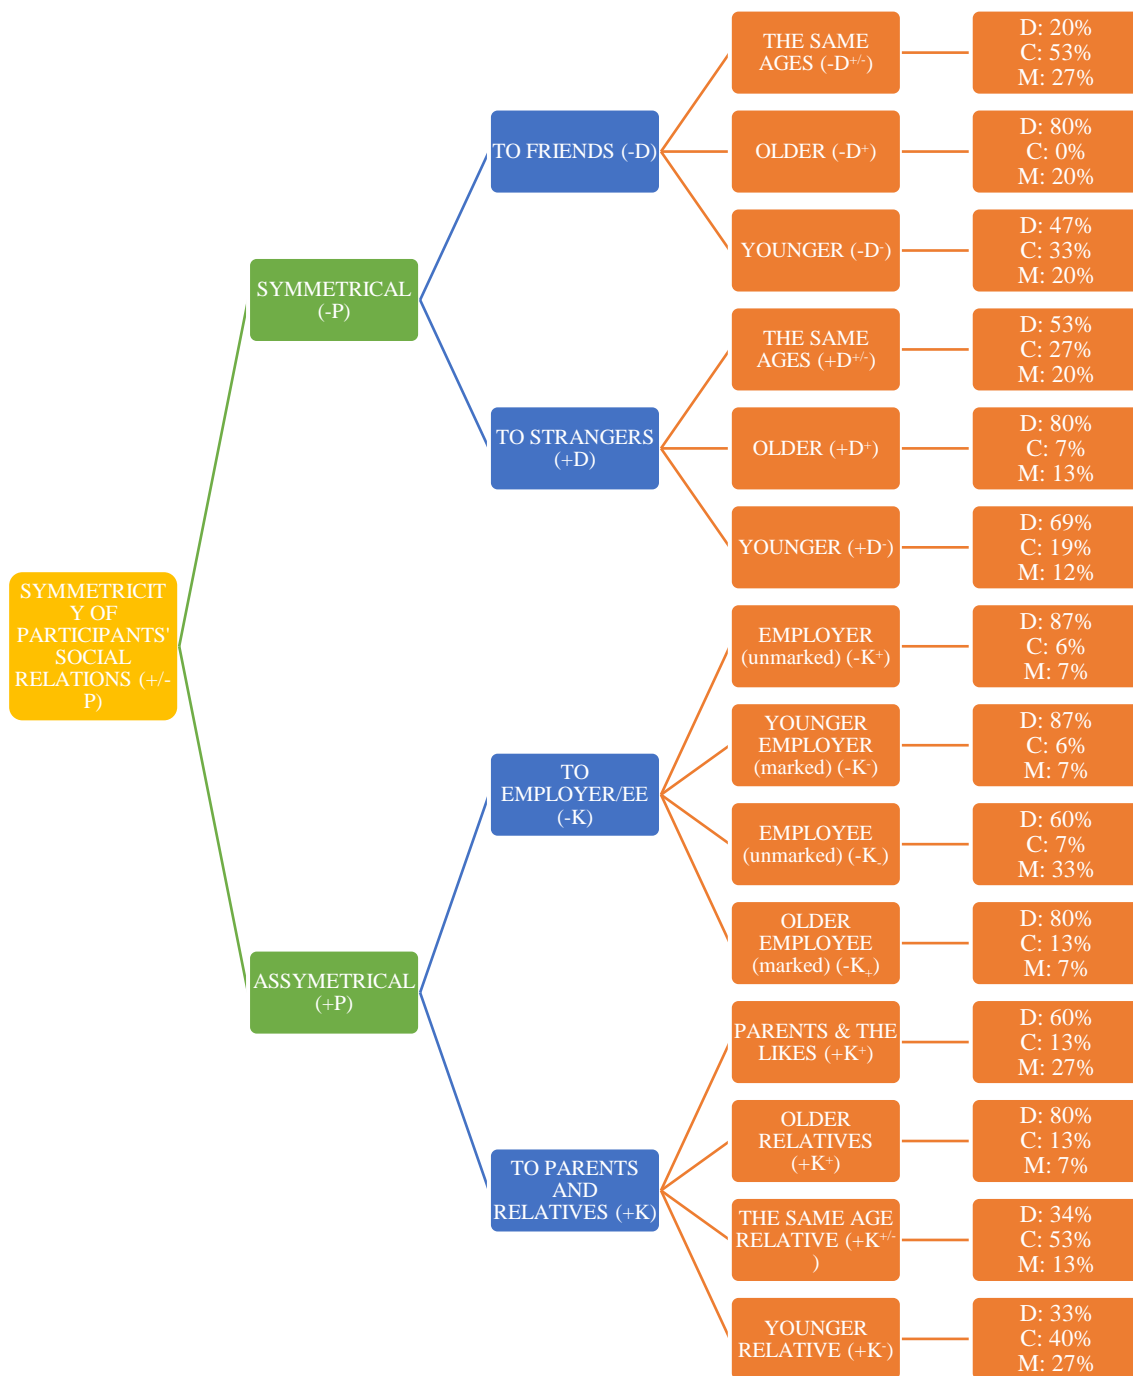 SYMMETRICIT
Y OF
PARTICIPANTS'
SOCIAL
RELATIONS (+/-
P)
SYMMETRICAL
(-P)
TO FRIENDS (-D)
THE SAME
AGES (-D⁺/⁻)
D: 20%
C: 53%
M: 27%
OLDER (-D⁺)
D: 80%
C: 0%
M: 20%
YOUNGER (-D⁻)
D: 47%
C: 33%
M: 20%
TO STRANGERS
(+D)
THE SAME
AGES (+D⁺/⁻)
D: 53%
C: 27%
M: 20%
OLDER (+D⁺)
D: 80%
C: 7%
M: 13%
YOUNGER (+D⁻)
D: 69%
C: 19%
M: 12%
ASSYMETRICAL
(+P)
TO
EMPLOYER/EE
(-K)
EMPLOYER
(unmarked) (-K⁺)
D: 87%
C: 6%
M: 7%
YOUNGER
EMPLOYER
(marked) (-K⁻)
D: 87%
C: 6%
M: 7%
EMPLOYEE
(unmarked) (-K₋)
D: 60%
C: 7%
M: 33%
OLDER
EMPLOYEE
(marked) (-K₊)
D: 80%
C: 13%
M: 7%
TO PARENTS
AND
RELATIVES (+K)
PARENTS & THE
LIKES (+K⁺)
D: 60%
C: 13%
M: 27%
OLDER
RELATIVES
(+K⁺)
D: 80%
C: 13%
M: 7%
THE SAME AGE
RELATIVE (+K⁺/⁻
)
D: 34%
C: 53%
M: 13%
YOUNGER
RELATIVE (+K⁻)
D: 33%
C: 40%
M: 27%